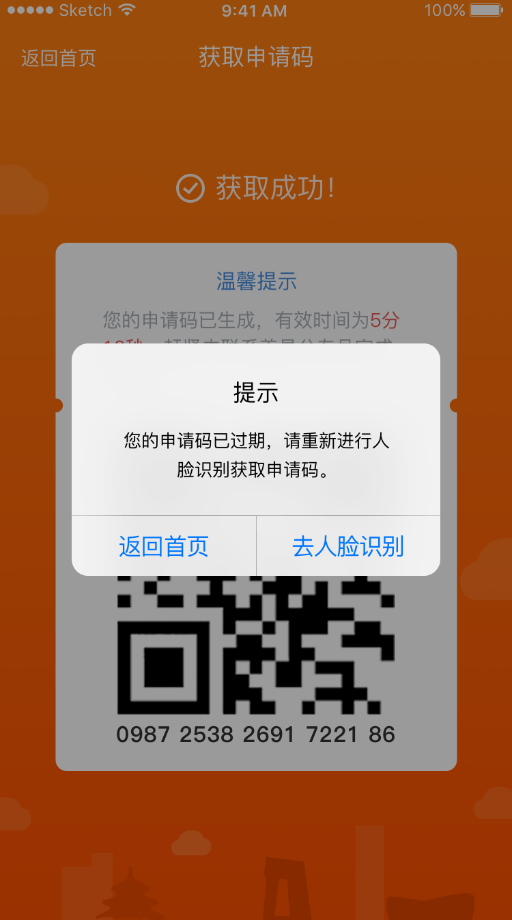 Sketch 9:41 AM 100%
返回首页 获取申请码
获取成功！
温馨提示
您的申请码已生成，有效时间为5分
提示
您的申请码已过期，请重新进行人
脸识别获取申请码。
返回首页 去人脸识别
0987 2538 2691 7221 86